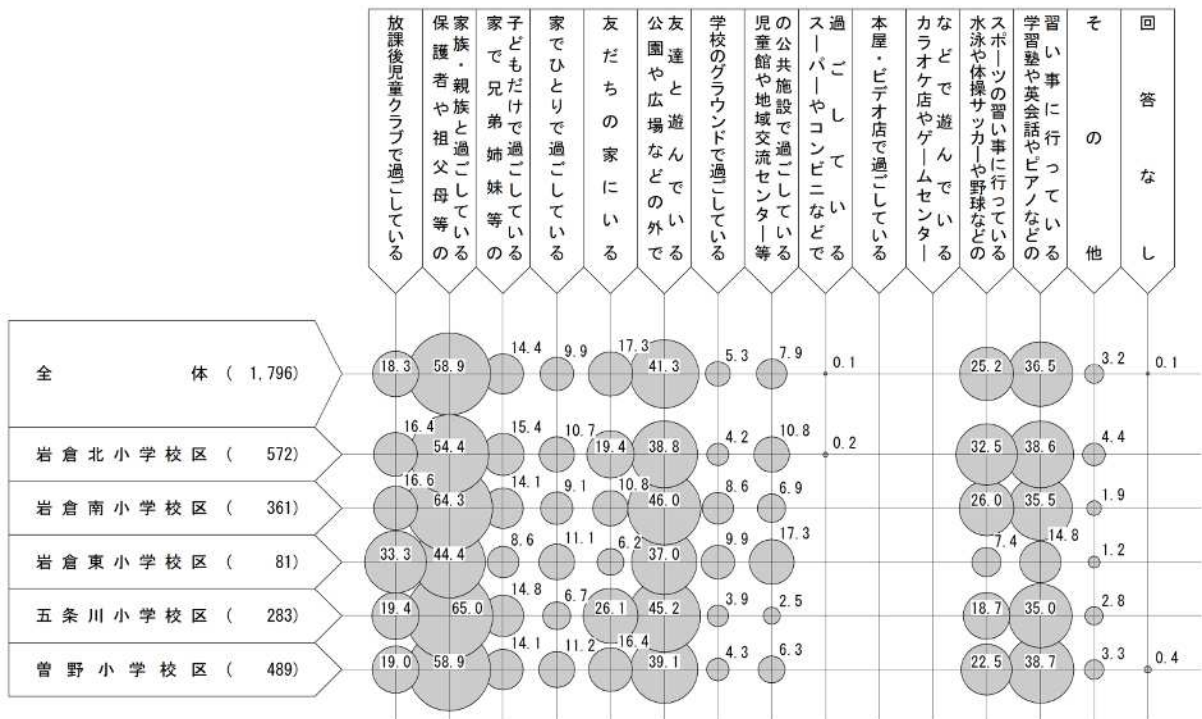 放課後児童クラブで過ごしている
保護者や祖父母等の
家族・親族と過ごしている
家で兄弟姉妹等の
子どもだけで過ごしている
家でひとりで過ごしている
友だちの家にいる
公園や広場などの外で
友達と遊んでいる
学校のグラウンドで過ごしている
児童館や地域交流センター等
の公共施設で過ごしている
スーパーやコンビニなどで
過ごしている
本屋・ビデオ店で過ごしている
カラオケ店やゲームセンター
などで遊んでいる
水泳や体操サッカーや野球などの
スポーツの習い事に行っている
学習塾や英会話やピアノなどの
習い事に行っている
その他
回答なし
全体 ( 1,796) 18.3 58.9 14.4 9.9 17.3 41.3 5.3 7.9 0.1 25.2 36.5 3.2 0.1
岩倉北小学校区 ( 572) 16.4 54.4 15.4 10.7 19.4 38.8 4.2 10.8 0.2 32.5 38.6 4.4
岩倉南小学校区 ( 361) 16.6 64.3 14.1 9.1 10.8 46.0 8.6 6.9 26.0 35.5 1.9
岩倉東小学校区 ( 81) 33.3 44.4 8.6 11.1 6.2 37.0 9.9 17.3 7.4 14.8 1.2
五条川小学校区 ( 283) 19.4 65.0 14.8 6.7 26.1 45.2 3.9 2.5 18.7 35.0 2.8
曽野小学校区 ( 489) 19.0 58.9 14.1 11.2 16.4 39.1 4.3 6.3 22.5 38.7 3.3 0.4